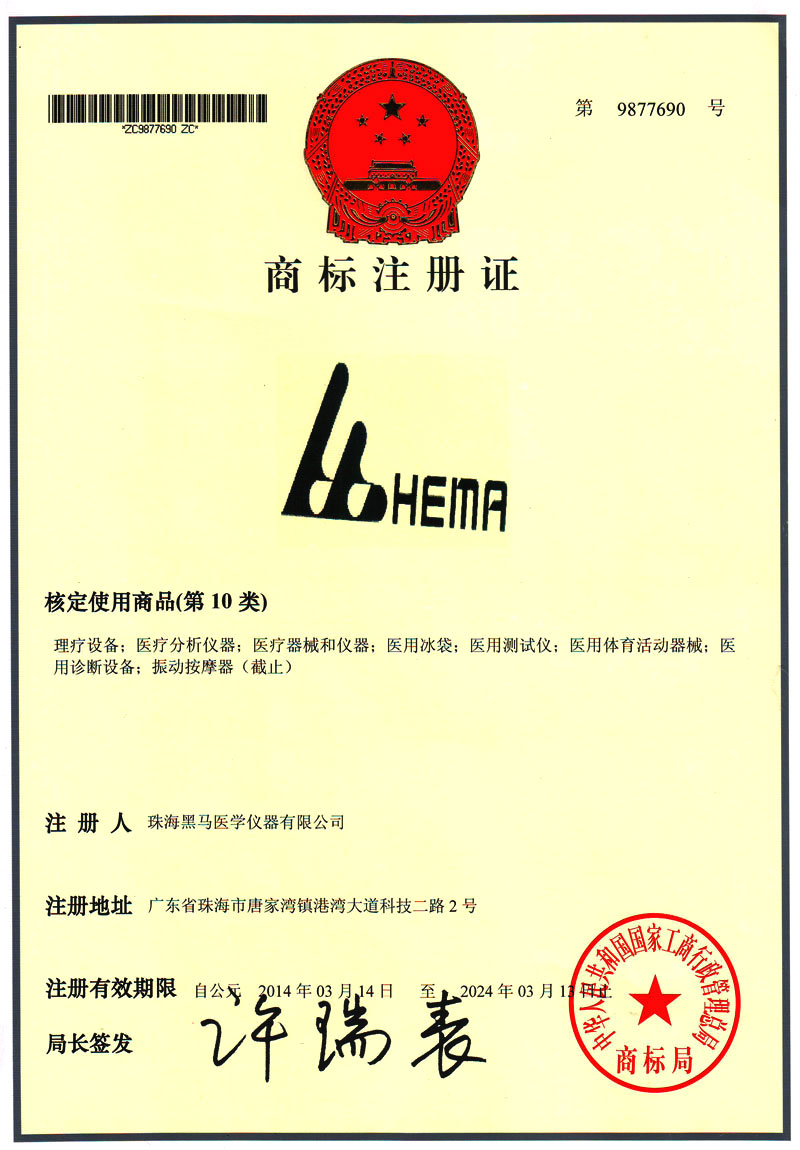 *ZC9877690 ZC*
第 9877690 号
商标注册证
HEMA
核定使用商品(第 10 类)
理疗设备；医疗分析仪器；医疗器械和仪器；医用冰袋；医用测试仪；医用体育活动器械；医
用诊断设备；振动按摩器（截止）
注 册 人 珠海黑马医学仪器有限公司
注册地址 广东省珠海市唐家湾镇港湾大道科技二路 2 号
注册有效期限 自公元 2014 年 03 月 14 日 至 2024 年 03 月 13 日止
局长签发 许瑞表
中华人民共和国国家工商行政管理总局
商标局